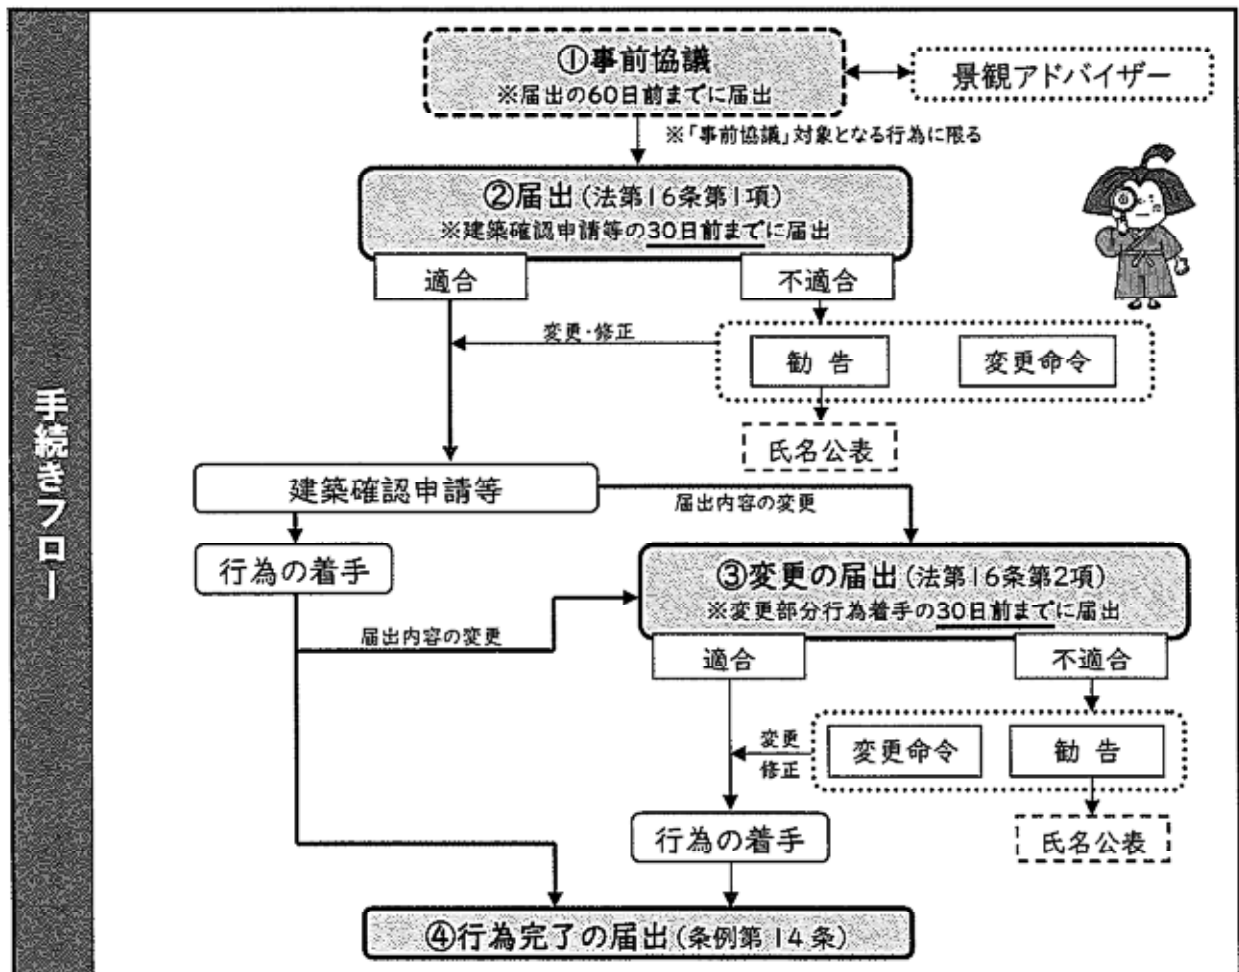 手続きフロー
①事前協議
※届出の60日前までに届出
景観アドバイザー
※「事前協議」対象となる行為に限る
②届出(法第16条第1項)
※建築確認申請等の30日前までに届出
適合
不適合
変更・修正
勧告
変更命令
氏名公表
建築確認申請等
届出内容の変更
行為の着手
③変更の届出(法第16条第2項)
※変更部分行為着手の30日前までに届出
届出内容の変更
適合
不適合
変更
修正
変更命令
勧告
行為の着手
氏名公表
④行為完了の届出(条例第14条)